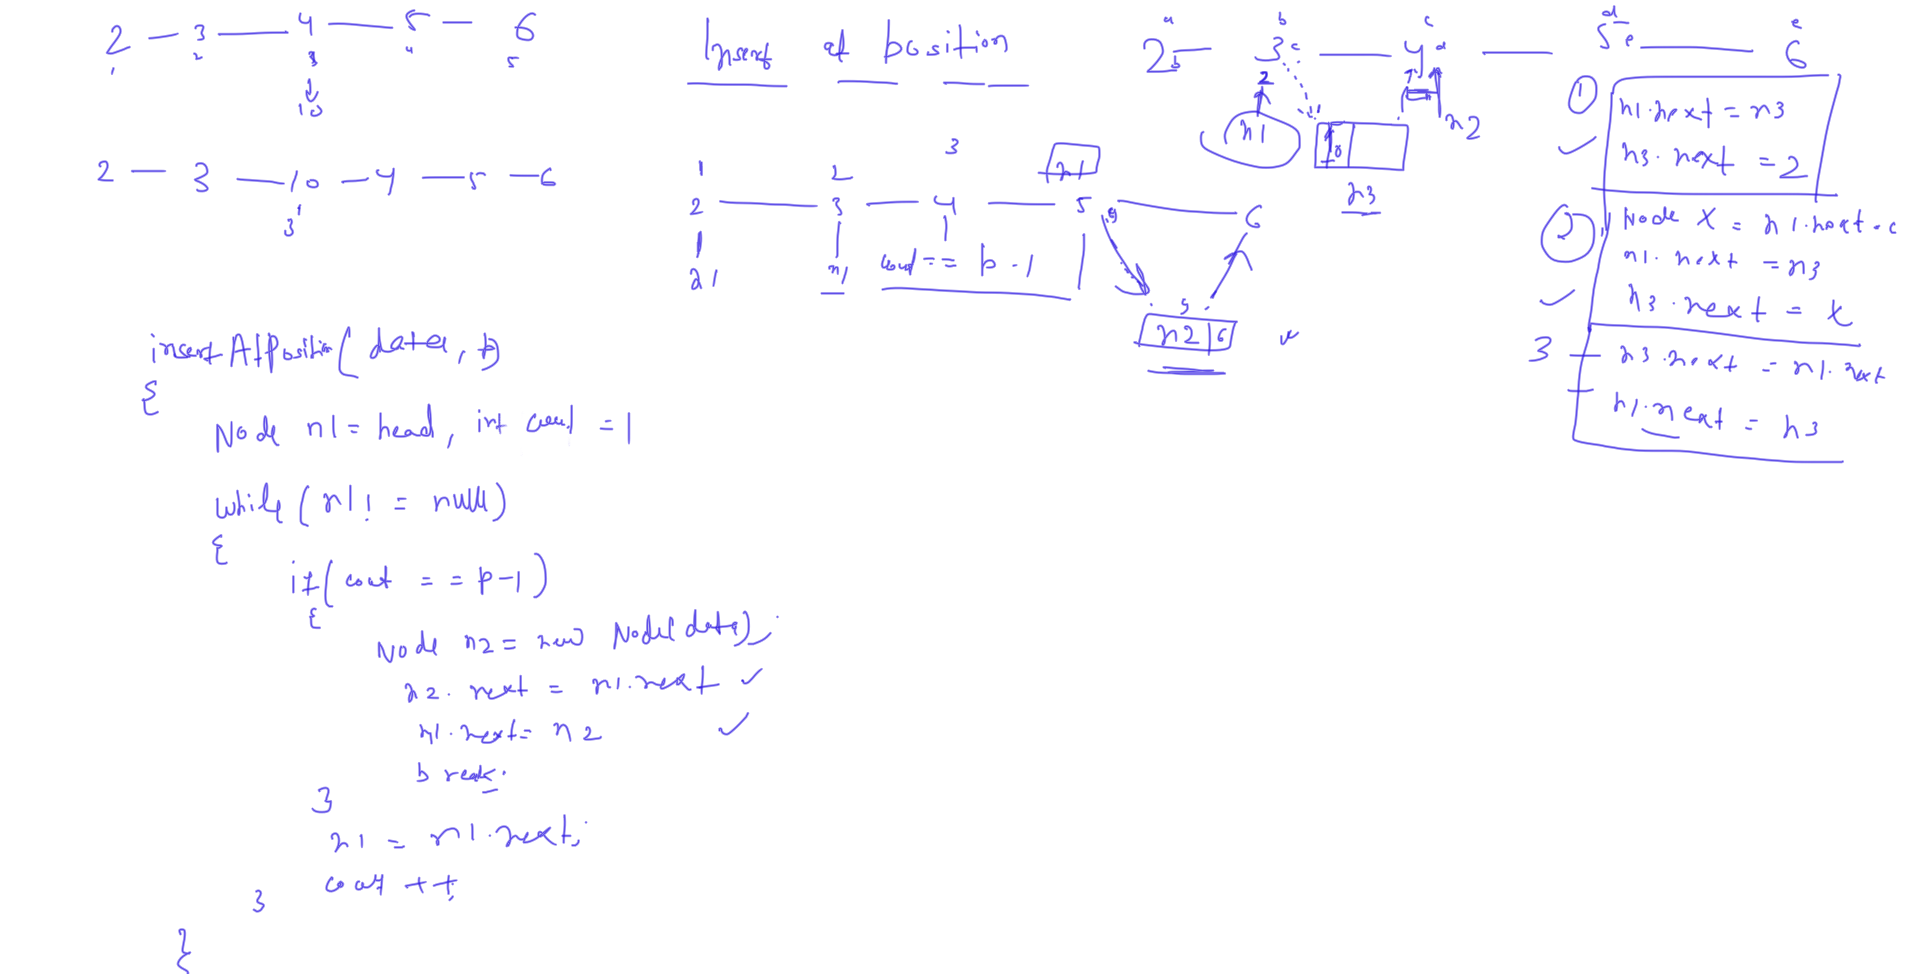 2 — 3 — 4 — 5 — 6
1 2 3 4 5
10
2 — 3 — 10 — 4 — 5 — 6
3
Insert at position
a b c d e
2 b — 3 c — 4 d — 5 e — 6
2
n1
n2
10
n3
1 2 3
n1
2 — 3 — 4 — 5 — 6
n1 n1
count == p - 1
5
n2 | 6
① n1.next = n3
n3.next = 2
② Node X = n1.next = c
n1.next = n3
n3.next = X
3 n3.next = n1.next
n1.next = n3
insertAtPosition( data, p)
{
Node n1 = head, int count = 1
while ( n1 != null)
{
if( cout == p-1)
{
Node n2 = new Node( data);
n2.next = n1.next ✓
n1.next = n2 ✓
break.
}
n1 = n1.next;
count ++;
}
}